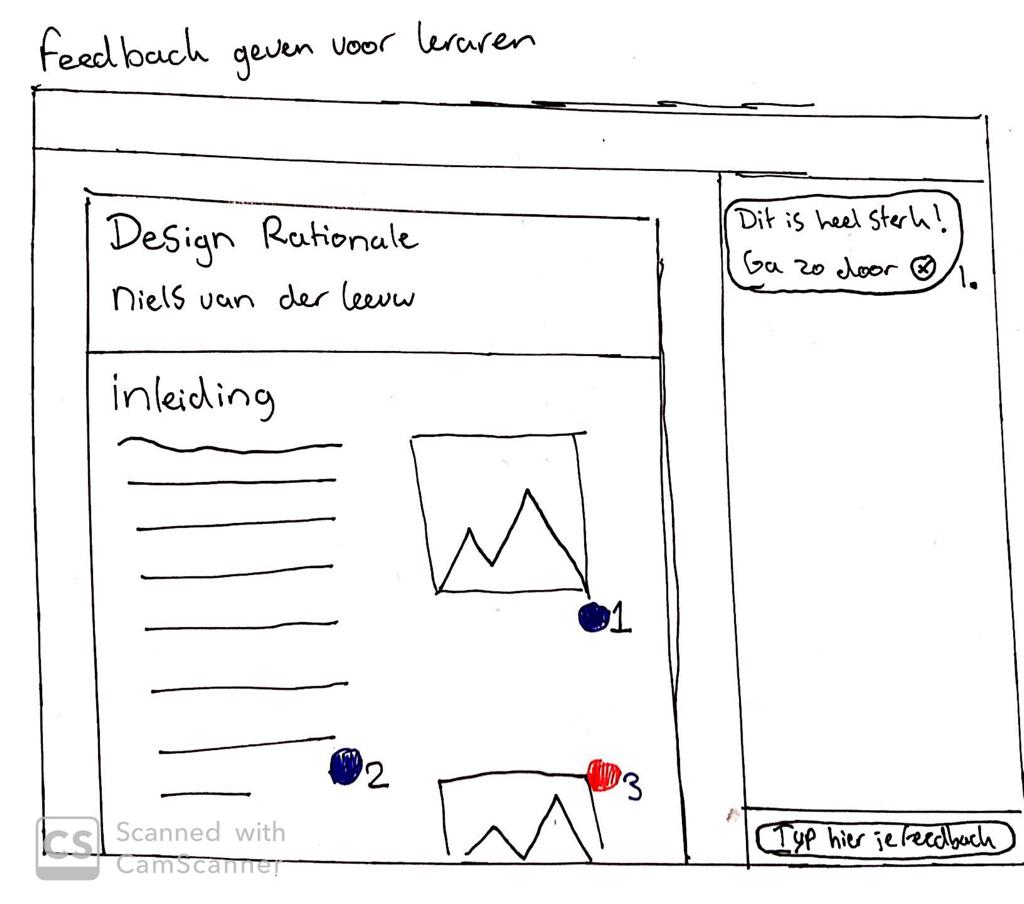 feedback geven voor leraren
Design Rationale
Niels van der leeuw
inleiding
1
2
3
Dit is heel sterk!
Ga zo door
1.
Typ hier je feedback
CS Scanned with
CamScanner